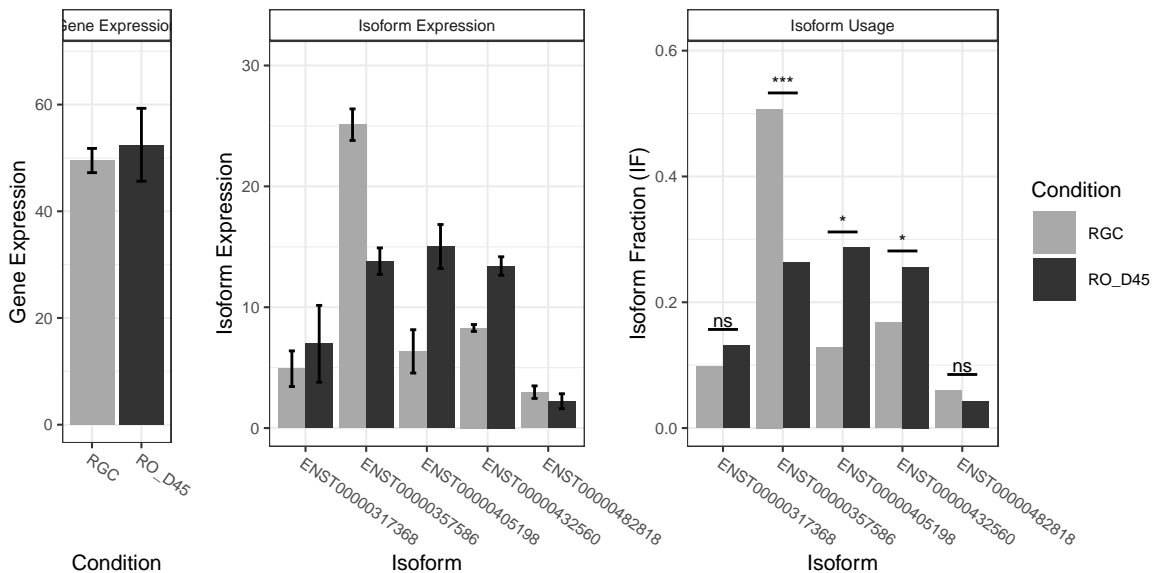 Gene Expression
Gene Expression
0
20
40
60
RGC
RO_D45
Condition
Isoform Expression
Isoform Expression
0
10
20
30
ENST00000317368
ENST00000357586
ENST00000405198
ENST00000432560
ENST00000482818
Isoform
Isoform Usage
Isoform Fraction (IF)
0.0
0.2
0.4
0.6
ns
***
*
*
ns
ENST00000317368
ENST00000357586
ENST00000405198
ENST00000432560
ENST00000482818
Isoform
Condition
RGC
RO_D45